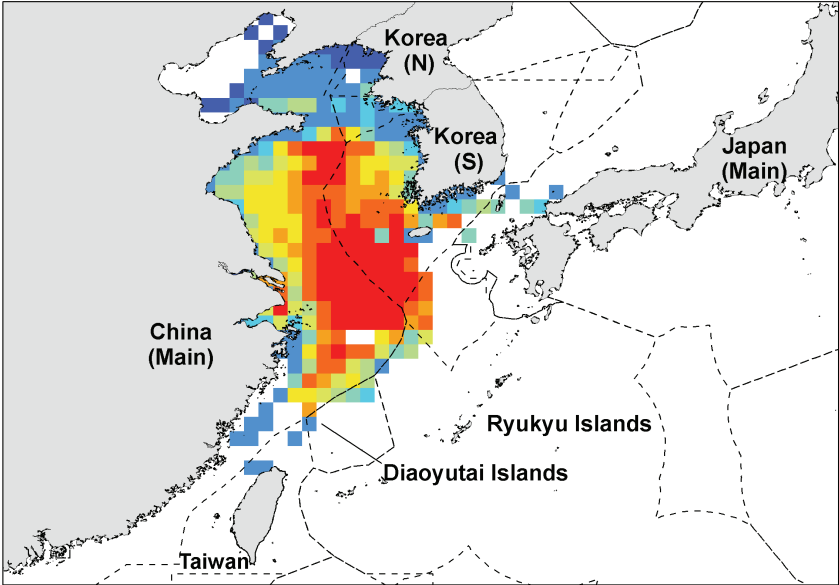 Korea
(N)
Korea
(S)
Japan
(Main)
China
(Main)
Ryukyu Islands
Diaoyutai Islands
Taiwan